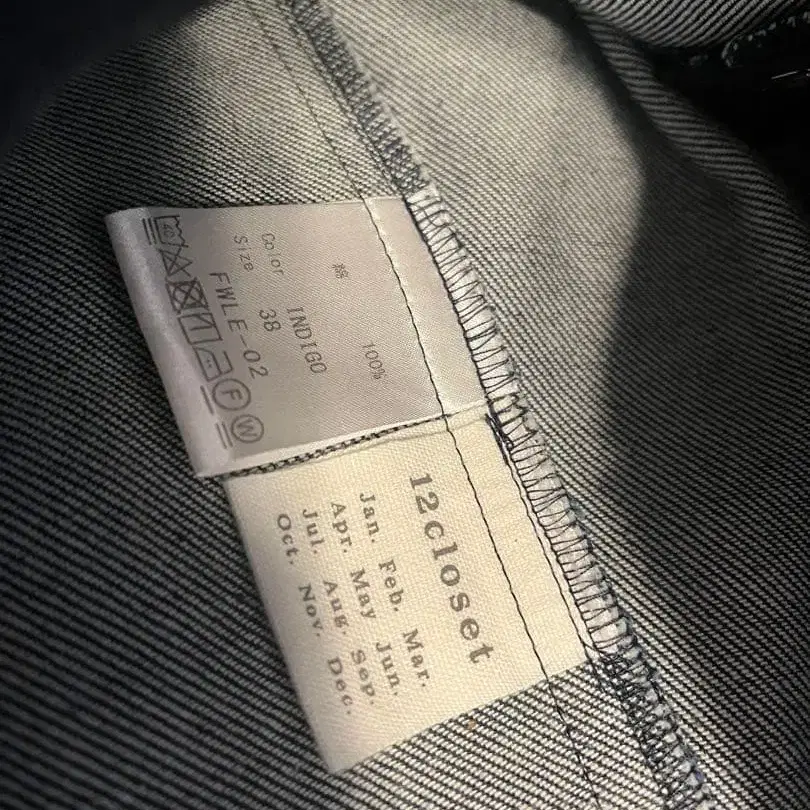 綿 100%
Color INDIGO
Size 38
FWLE-02
40
F W
12closet
Jan. Feb. Mar.
Apr. May Jun.
Jul. Aug. Sep.
Oct. Nov. Dec.